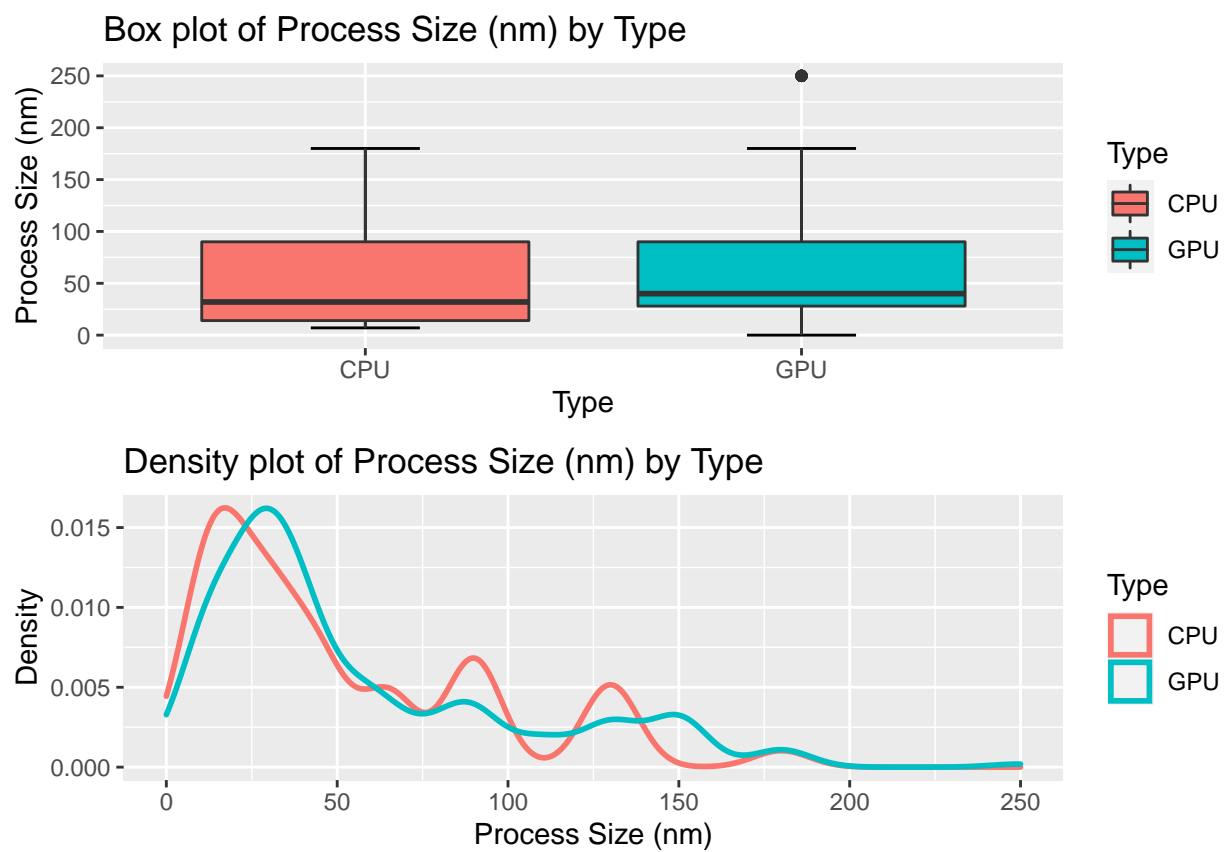 Box plot of Process Size (nm) by Type
Process Size (nm)
250
200
150
100
50
0
CPU
GPU
Type
Type
CPU
GPU
Density plot of Process Size (nm) by Type
Density
0.015
0.010
0.005
0.000
0
50
100
150
200
250
Process Size (nm)
Type
CPU
GPU